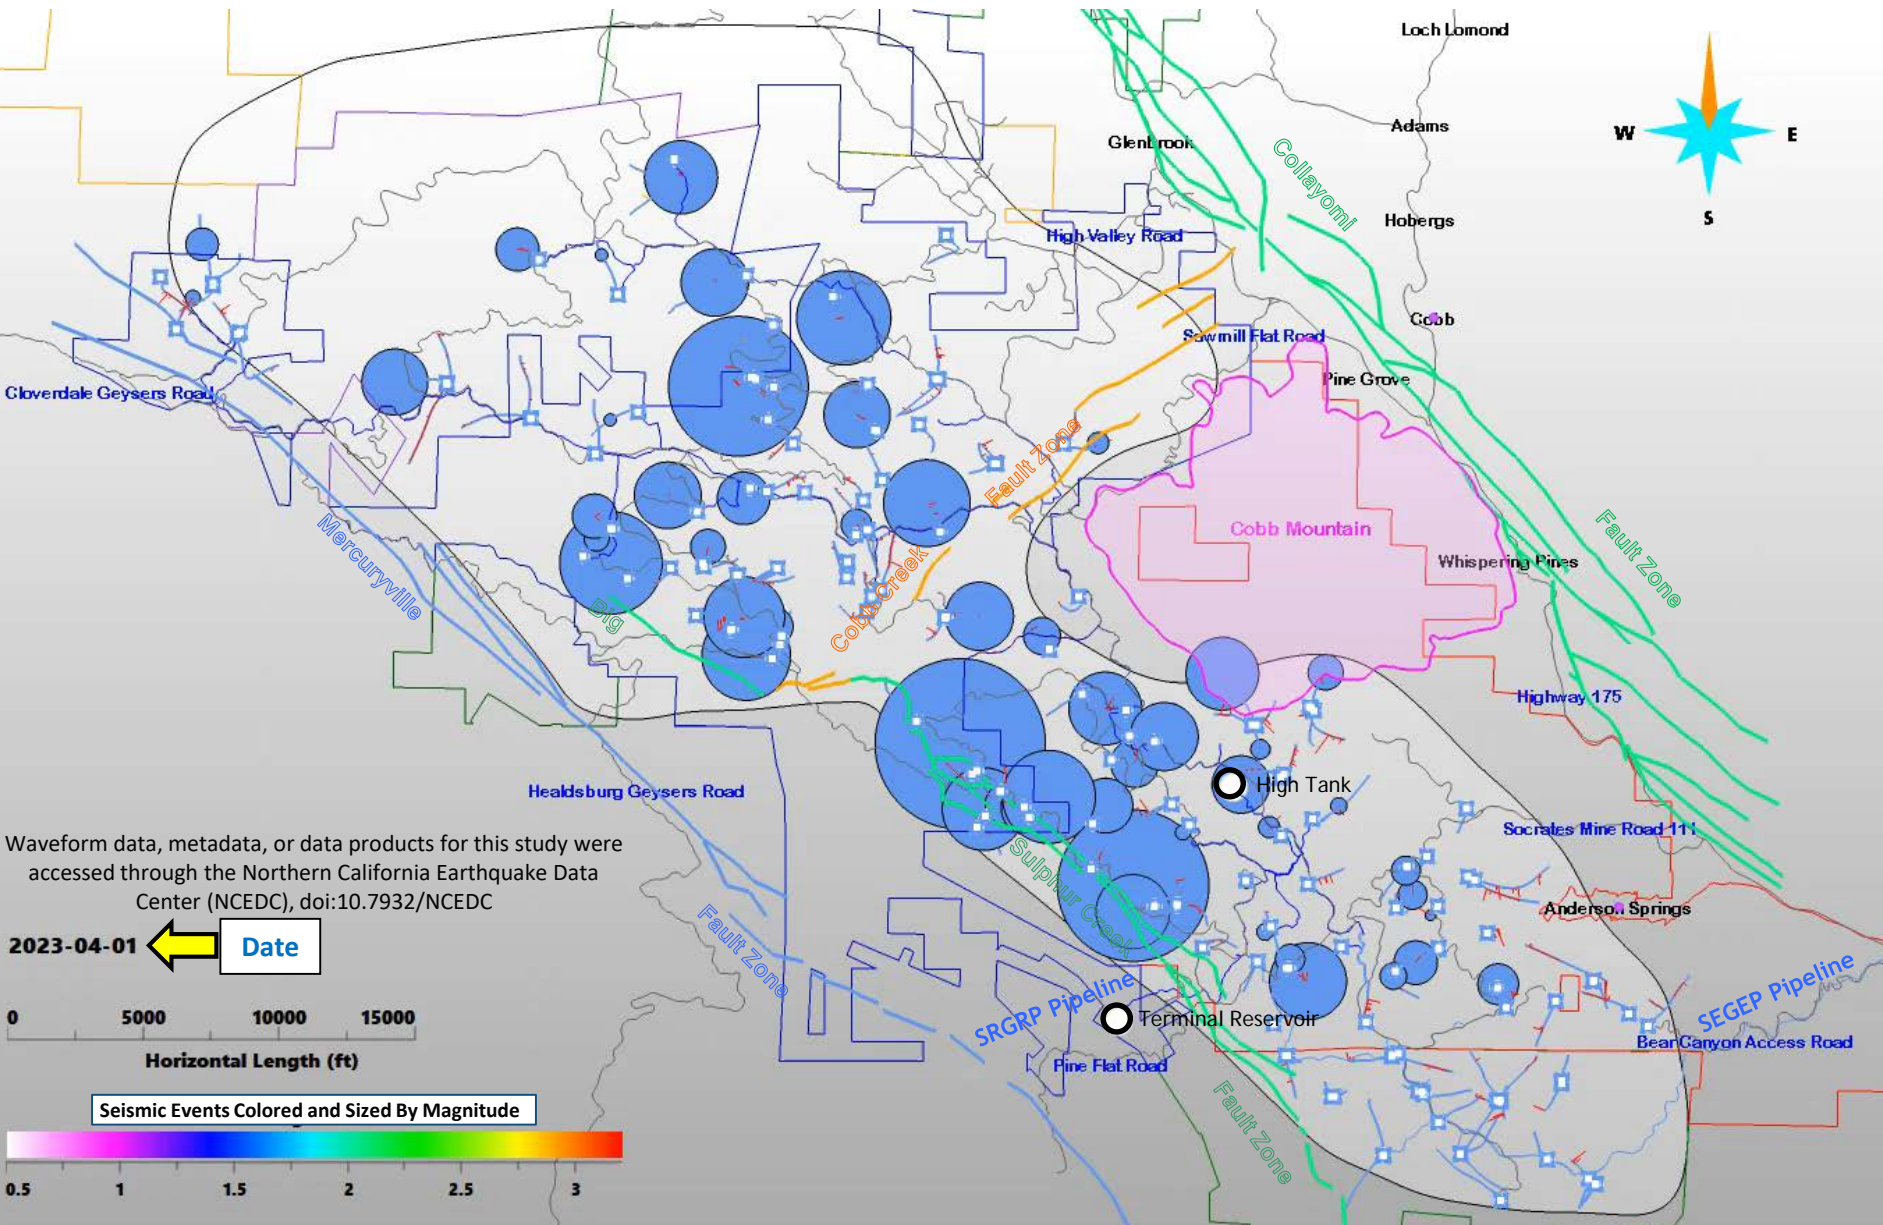 Loch Lomond
Adams
Glenbrook
W
E
S
Collayomi
Hobergs
High Valley Road
Cobb
Sawmill Flat Road
Pine Grove
Cloverdale Geysers Road
Fault Zone
Cobb Mountain
Mercuryville
Whispering Pines
Fault Zone
Cobb Creek
Big
Highway 175
High Tank
Healdsburg Geysers Road
Socrates Mine Road 111
Waveform data, metadata, or data products for this study were
accessed through the Northern California Earthquake Data
Center (NCEDC), doi:10.7932/NCEDC
Sulphur Creek
Anderson Springs
2023-04-01
Date
Fault Zone
SRGRP Pipeline
SEGEP Pipeline
Terminal Reservoir
0 5000 10000 15000
Horizontal Length (ft)
Bear Canyon Access Road
Pine Flat Road
Seismic Events Colored and Sized By Magnitude
Fault Zone
0.5 1 1.5 2 2.5 3